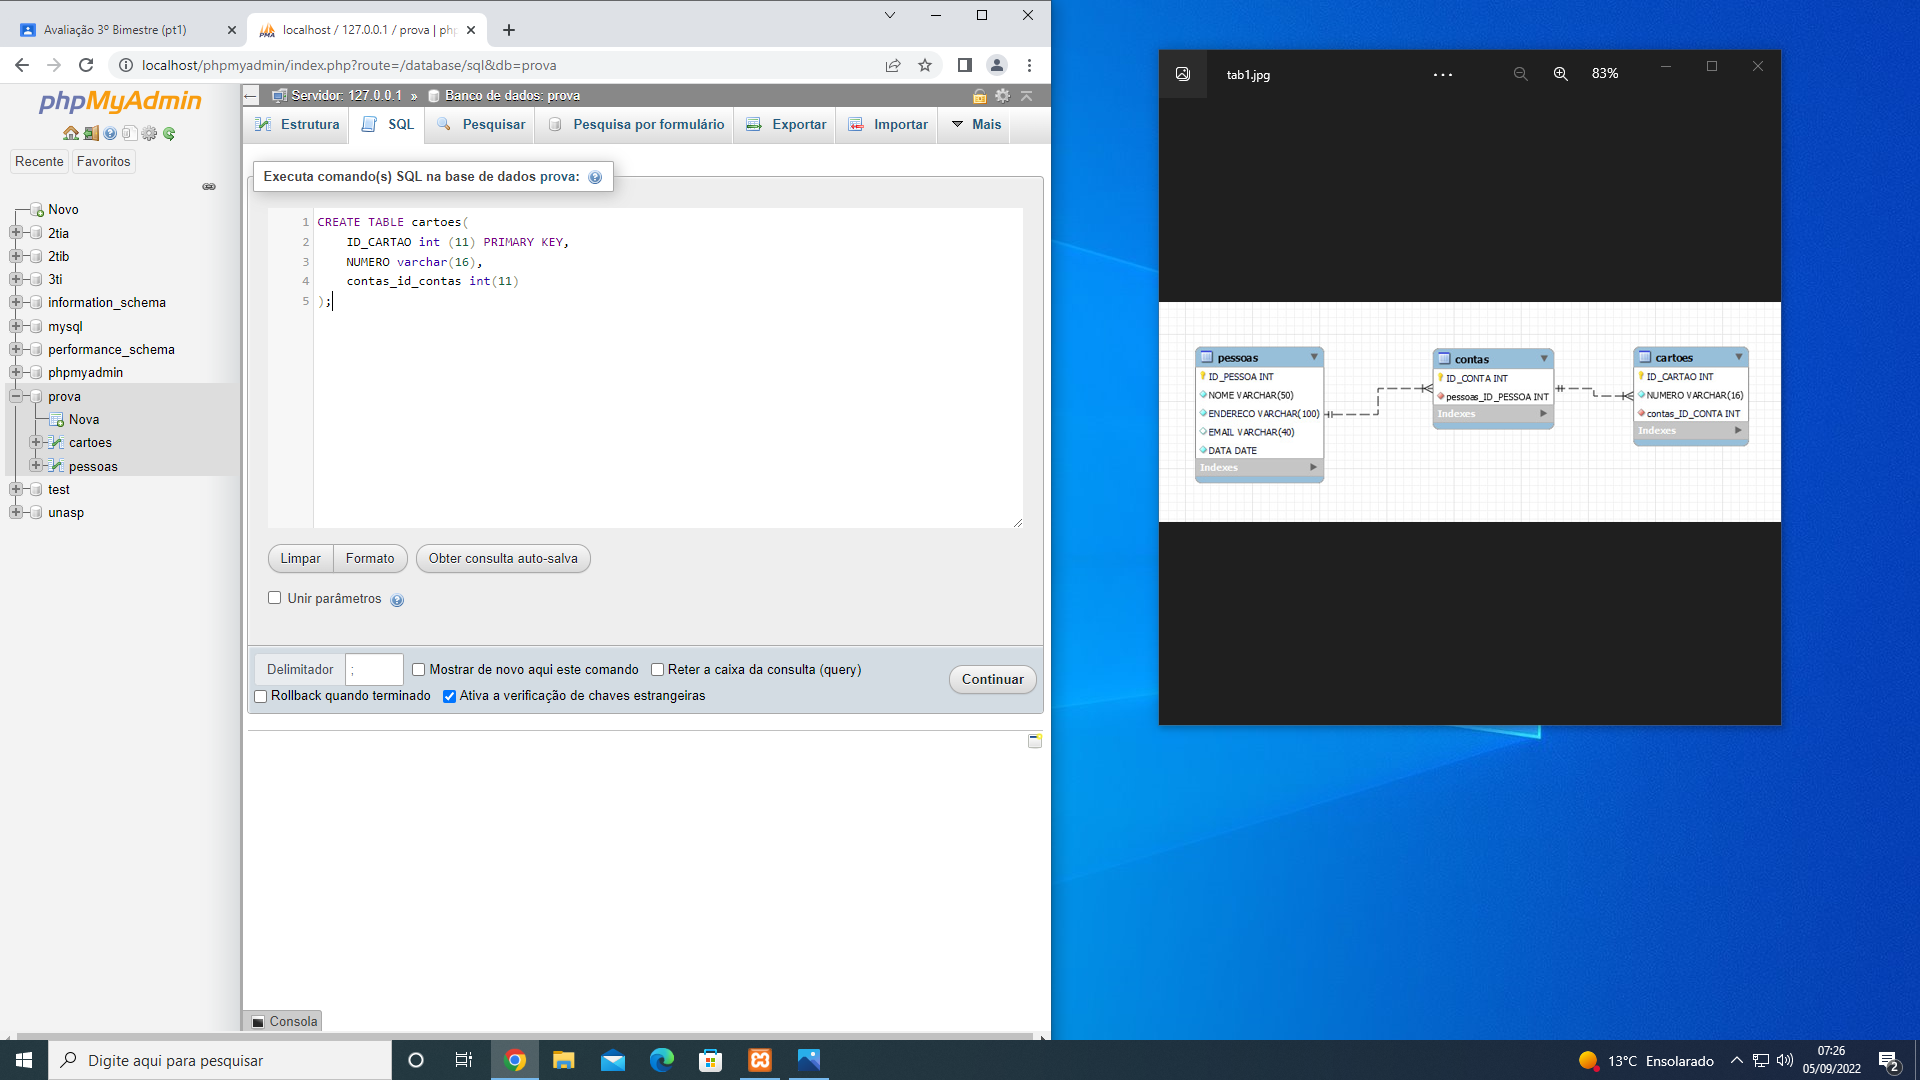 Avaliação 3º Bimestre (pt1)
localhost / 127.0.0.1 / prova | php
localhost/phpmyadmin/index.php?route=/database/sql&db=prova
phpMyAdmin
Recente
Favoritos
Novo
2tia
2tib
3ti
information_schema
mysql
performance_schema
phpmyadmin
prova
Nova
cartoes
pessoas
test
unasp
Servidor: 127.0.0.1 » Banco de dados: prova
Estrutura
SQL
Pesquisar
Pesquisa por formulário
Exportar
Importar
Mais
Executa comando(s) SQL na base de dados prova:
1 CREATE TABLE cartoes(
2 ID_CARTAO int (11) PRIMARY KEY,
3 NUMERO varchar(16),
4 contas_id_contas int(11)
5 );
Limpar
Formato
Obter consulta auto-salva
Unir parâmetros
Delimitador ;
Mostrar de novo aqui este comando
Reter a caixa da consulta (query)
Rollback quando terminado
Ativa a verificação de chaves estrangeiras
Continuar
Consola
tab1.jpg
83%
pessoas
ID_PESSOA INT
NOME VARCHAR(50)
ENDERECO VARCHAR(100)
EMAIL VARCHAR(40)
DATA DATE
Indexes
contas
ID_CONTA INT
pessoas_ID_PESSOA INT
Indexes
cartoes
ID_CARTAO INT
NUMERO VARCHAR(16)
contas_ID_CONTA INT
Indexes
Digite aqui para pesquisar
13°C Ensolarado
07:26
05/09/2022
2